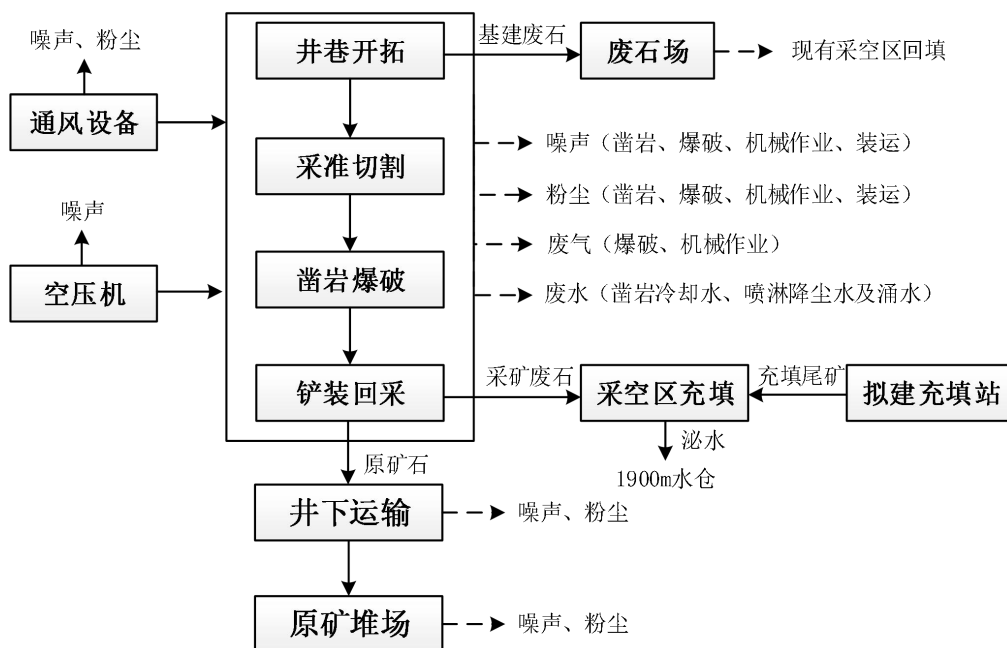 噪声、粉尘
通风设备
噪声
空压机
井巷开拓
基建废石
废石场
现有采空区回填
采准切割
噪声（凿岩、爆破、机械作业、装运）
粉尘（凿岩、爆破、机械作业、装运）
凿岩爆破
废气（爆破、机械作业）
废水（凿岩冷却水、喷淋降尘水及涌水）
铲装回采
采矿废石
采空区充填
充填尾矿
拟建充填站
泌水
1900m水仓
原矿石
井下运输
噪声、粉尘
原矿堆场
噪声、粉尘